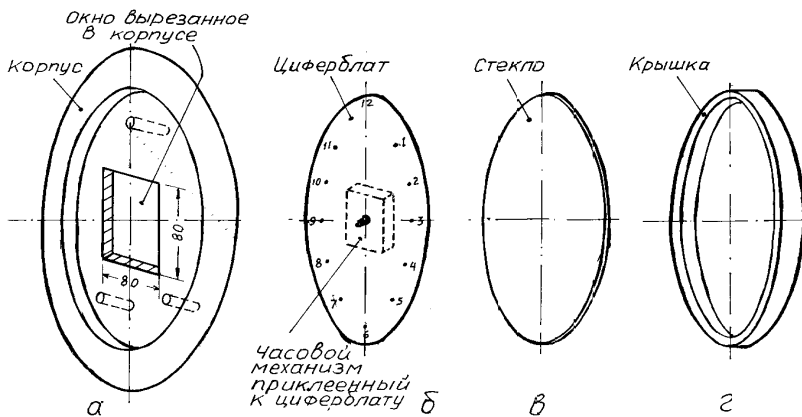 Окно вырезанное
в корпусе
Корпус
80
80
а
Циферблат
12
1
2
3
4
5
6
7
8
9
10
11
Часовой
механизм
приклеенный
к циферблату
б
Стекло
в
Крышка
г